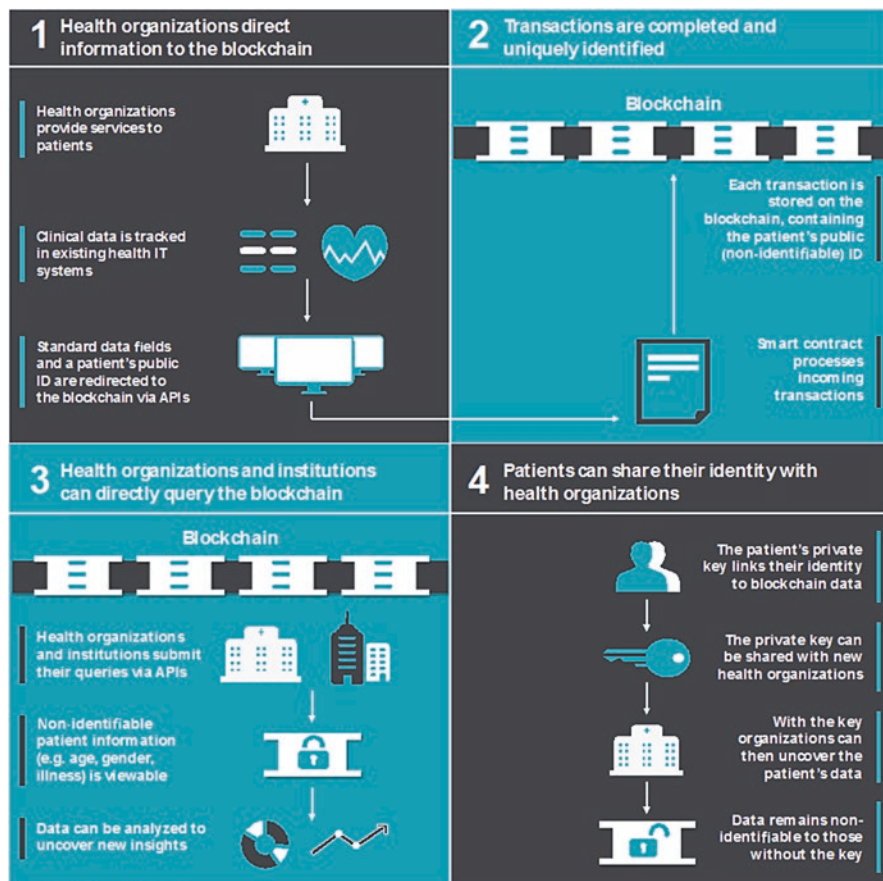 1 Health organizations direct
information to the blockchain
Health organizations
provide services to
patients
Clinical data is tracked
in existing health IT
systems
Standard data fields
and a patient's public
ID are redirected to
the blockchain via APIs
2 Transactions are completed and
uniquely identified
Blockchain
Each transaction is
stored on the
blockchain, containing
the patient's public
(non-identifiable) ID
Smart contract
processes
incoming
transactions
3 Health organizations and institutions
can directly query the blockchain
Blockchain
Health organizations
and institutions submit
their queries via APIs
Non-identifiable
patient information
(e.g. age, gender,
illness) is viewable
Data can be analyzed to
uncover new insights
4 Patients can share their identity with
health organizations
The patient's private
key links their identity
to blockchain data
The private key can
be shared with new
health organizations
With the key
organizations can
then uncover the
patient's data
Data remains non-
identifiable to those
without the key